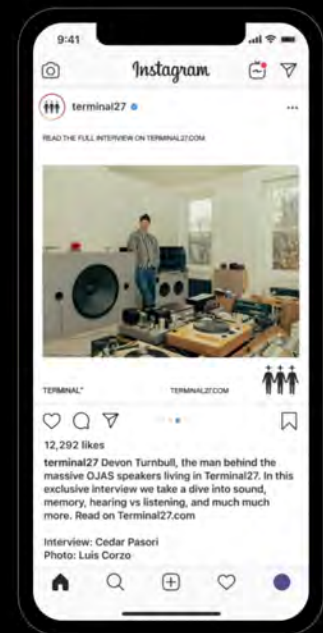 9:41
Instagram
terminal27
READ THE FULL INTERVIEW ON TERMINAL27.COM
TERMINAL™ TERMINAL27.COM
12,292 likes
terminal27 Devon Turnbull, the man behind the
massive OJAS speakers living in Terminal27. In this
exclusive interview we take a dive into sound,
memory, hearing vs listening, and much much
more. Read on Terminal27.com
Interview: Cedar Pasori
Photo: Luis Corzo